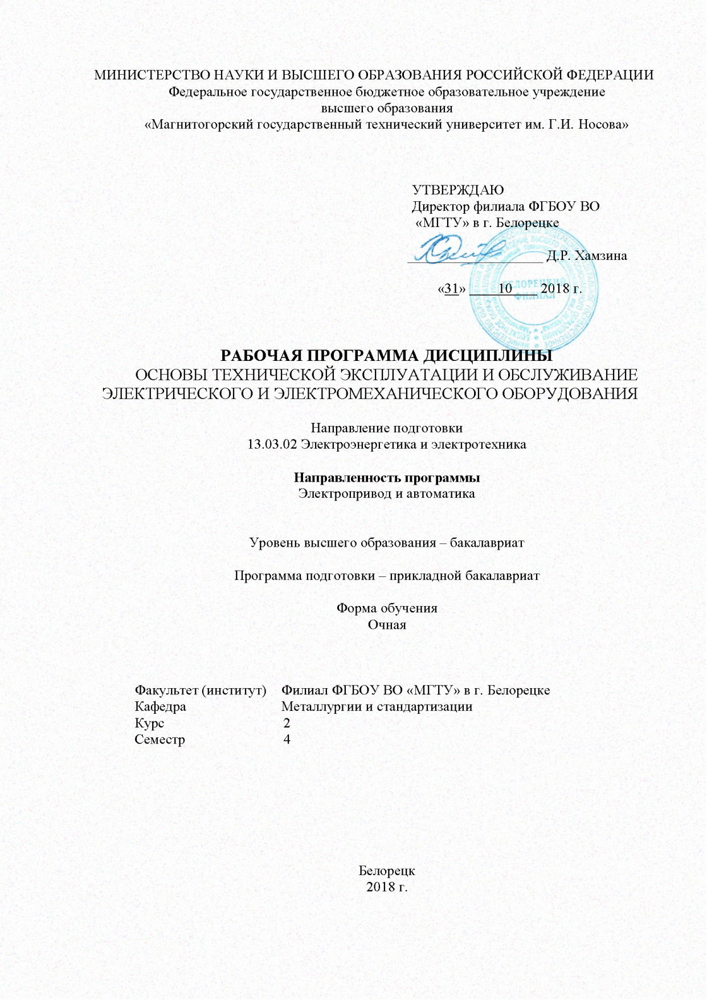 МИНИСТЕРСТВО НАУКИ И ВЫСШЕГО ОБРАЗОВАНИЯ РОССИЙСКОЙ ФЕДЕРАЦИИ
Федеральное государственное бюджетное образовательное учреждение
высшего образования
«Магнитогорский государственный технический университет им. Г.И. Носова»
УТВЕРЖДАЮ
Директор филиала ФГБОУ ВО
«МГТУ» в г. Белорецке
Д.Р. Хамзина
«31» 10 2018 г.
БЕЛОРЕЦКИЙ
ФИЛИАЛ
РАБОЧАЯ ПРОГРАММА ДИСЦИПЛИНЫ
ОСНОВЫ ТЕХНИЧЕСКОЙ ЭКСПЛУАТАЦИИ И ОБСЛУЖИВАНИЕ
ЭЛЕКТРИЧЕСКОГО И ЭЛЕКТРОМЕХАНИЧЕСКОГО ОБОРУДОВАНИЯ
Направление подготовки
13.03.02 Электроэнергетика и электротехника
Направленность программы
Электропривод и автоматика
Уровень высшего образования – бакалавриат
Программа подготовки – прикладной бакалавриат
Форма обучения
Очная
Факультет (институт) Филиал ФГБОУ ВО «МГТУ» в г. Белорецке
Кафедра Металлургии и стандартизации
Курс 2
Семестр 4
Белорецк
2018 г.